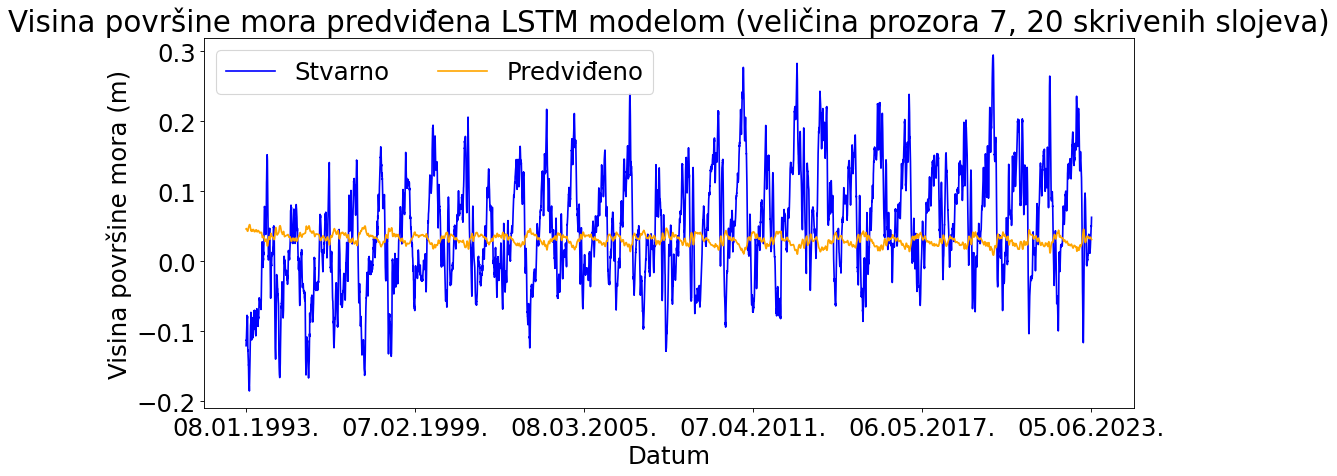 Visina površine mora predviđena LSTM modelom (veličina prozora 7, 20 skrivenih slojeva)
Stvarno
Predviđeno
Visina površine mora (m)
0.3
0.2
0.1
0.0
−0.1
−0.2
08.01.1993.
07.02.1999.
08.03.2005.
07.04.2011.
06.05.2017.
05.06.2023.
Datum